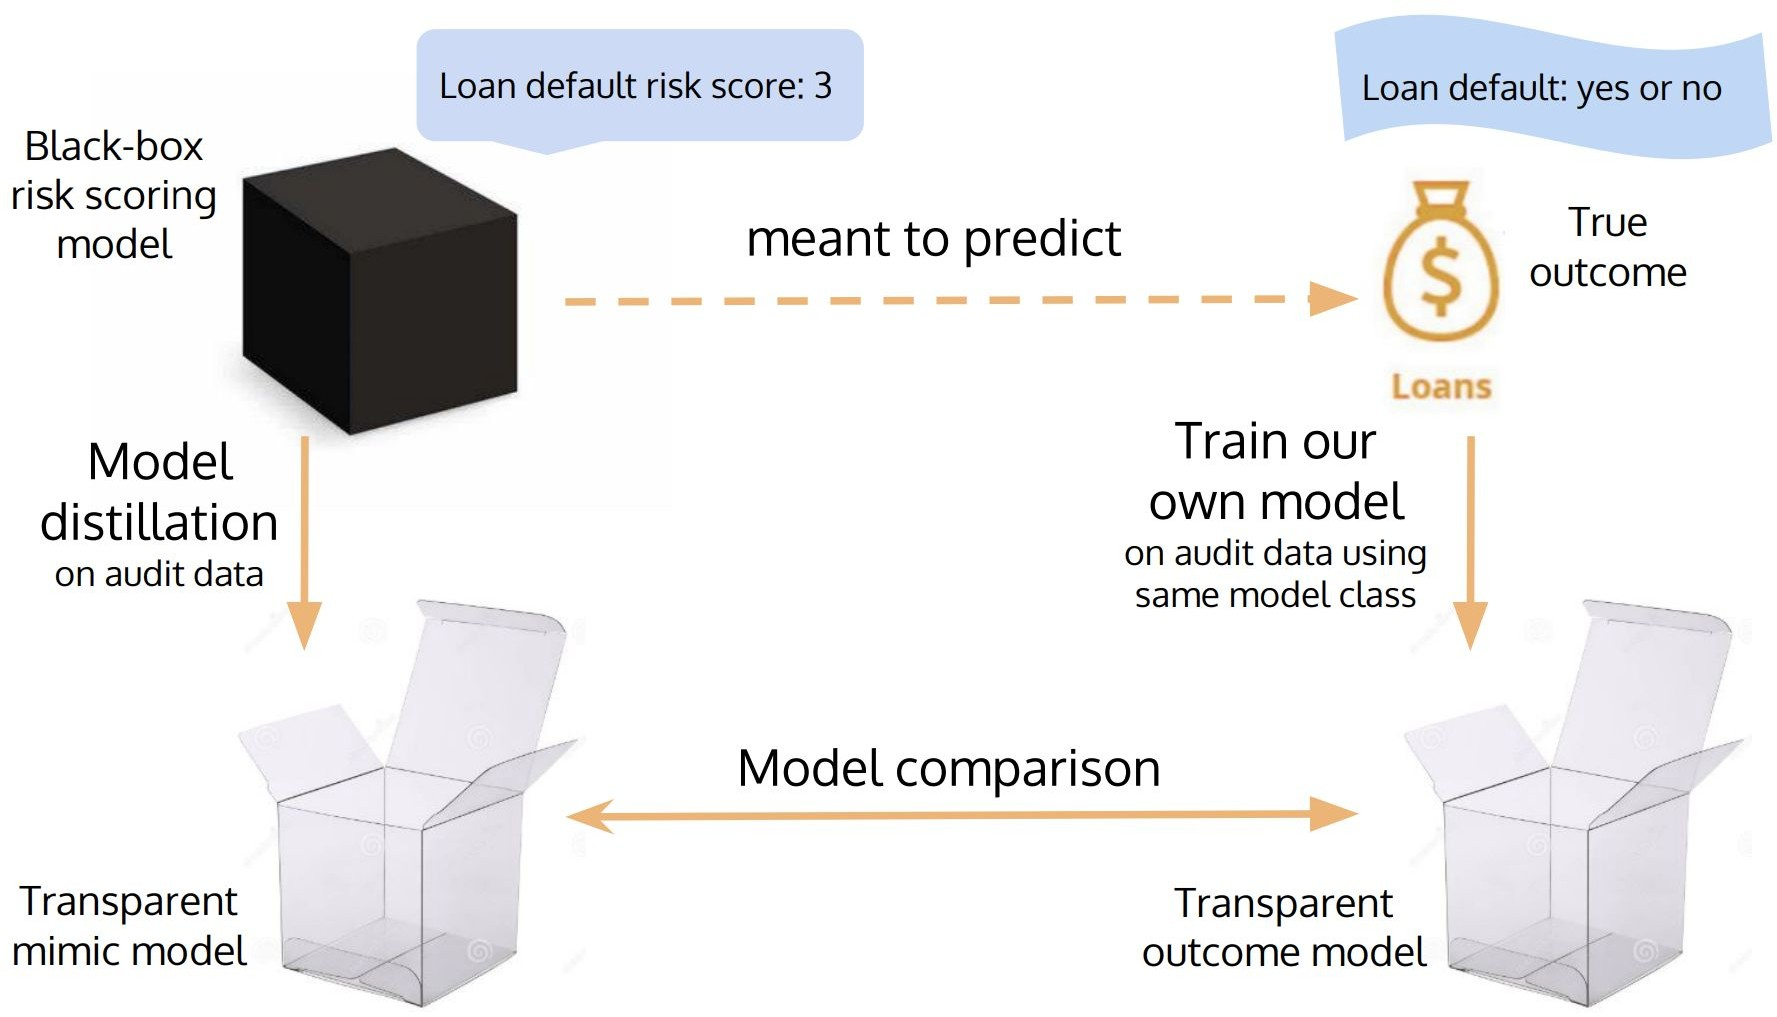 Loan default risk score: 3
Loan default: yes or no
Black-box
risk scoring
model
meant to predict
True
outcome
$
Loans
Model
distillation
on audit data
Train our
own model
on audit data using
same model class
Model comparison
Transparent
mimic model
Transparent
outcome model